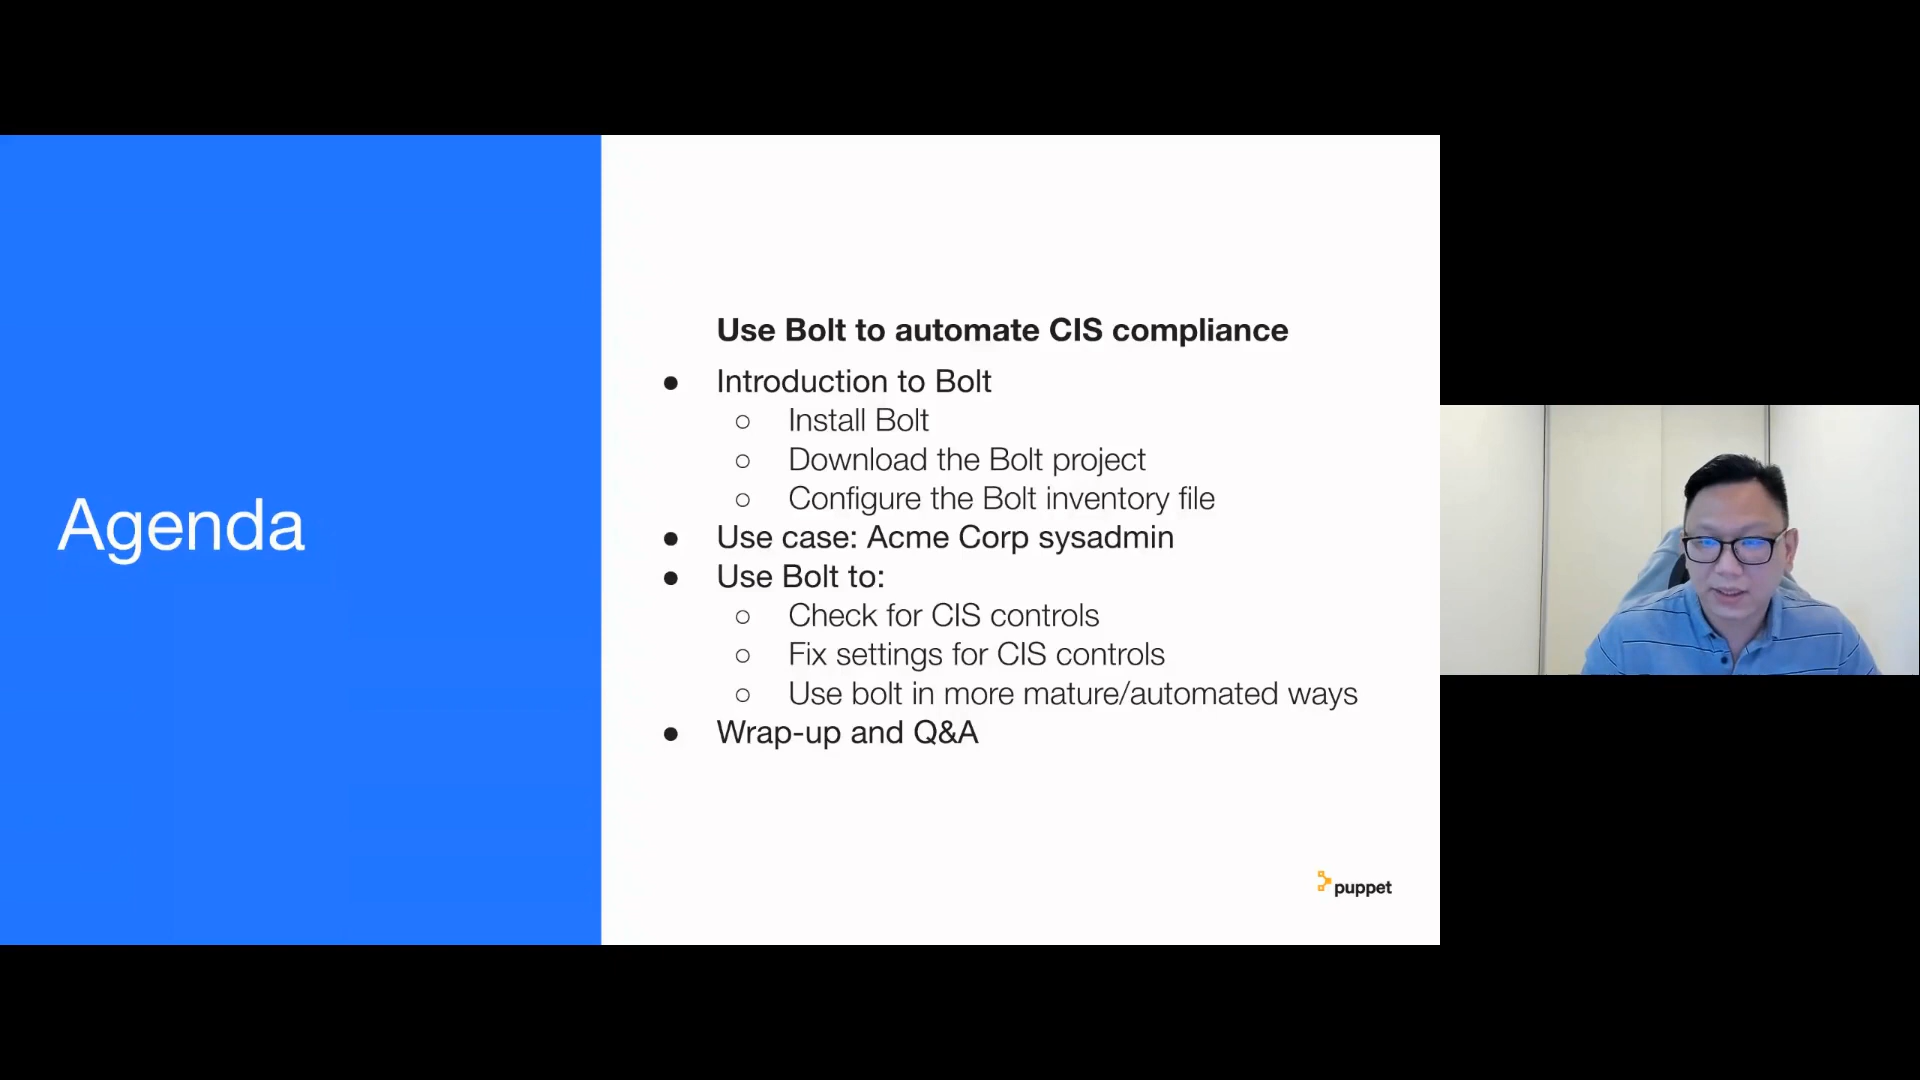 Agenda
Use Bolt to automate CIS compliance
● Introduction to Bolt
○ Install Bolt
○ Download the Bolt project
○ Configure the Bolt inventory file
● Use case: Acme Corp sysadmin
● Use Bolt to:
○ Check for CIS controls
○ Fix settings for CIS controls
○ Use bolt in more mature/automated ways
● Wrap-up and Q&A
puppet